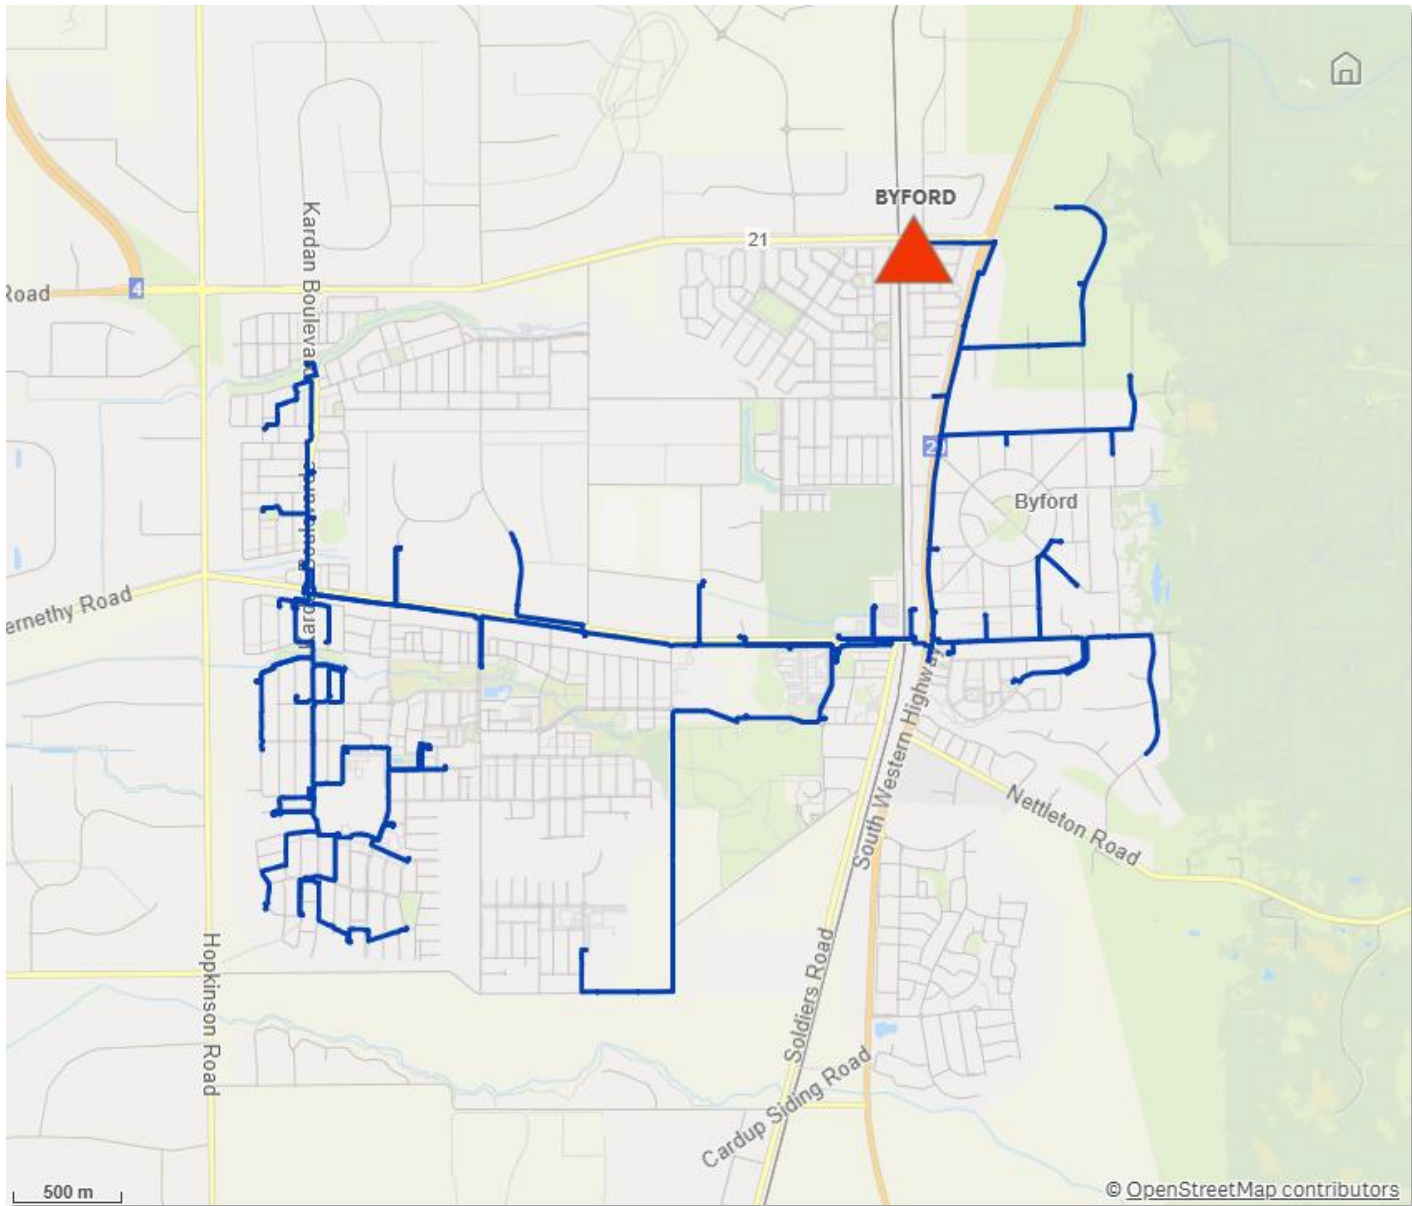 BYFORD
21
Kardan Boulevard
4
Road
Byford
ernethy Road
South Western Highway
Nettleton Road
Hopkinson Road
Soldiers Road
Cardup Siding Road
500 m
© OpenStreetMap contributors